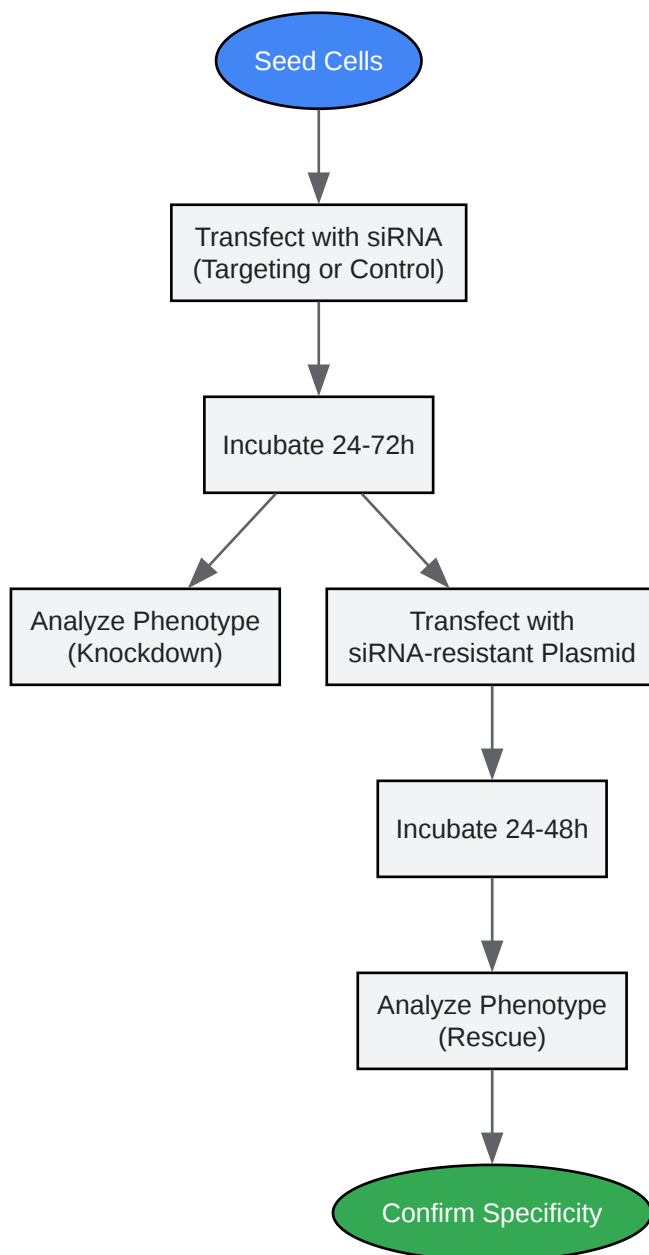 Seed Cells
Transfect with siRNA
(Targeting or Control)
Incubate 24-72h
Analyze Phenotype
(Knockdown)
Transfect with
siRNA-resistant Plasmid
Incubate 24-48h
Analyze Phenotype
(Rescue)
Confirm Specificity